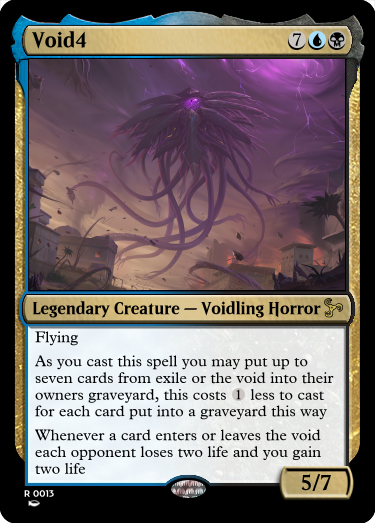 Void4
7
Legendary Creature — Voidling Horror
Flying
As you cast this spell you may put up to
seven cards from exile or the void into their
owners graveyard, this costs 1 less to cast
for each card put into a graveyard this way
Whenever a card enters or leaves the void
each opponent loses two life and you gain
two life
5/7
R 0013